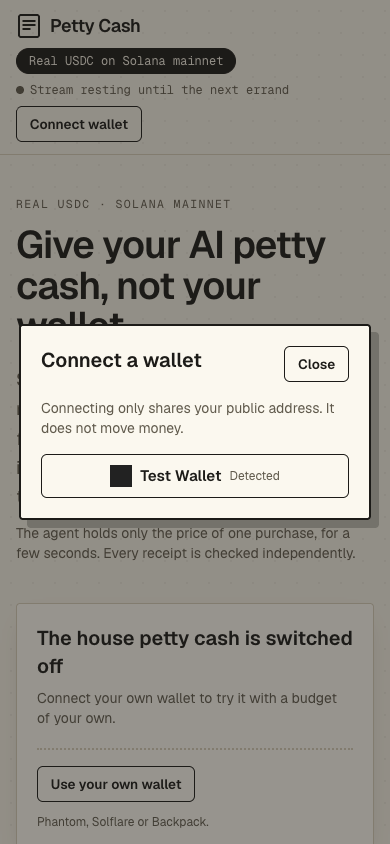 Petty Cash
Real USDC on Solana mainnet
Stream resting until the next errand
Connect wallet
REAL USDC · SOLANA MAINNET
Give your AI petty
cash, not your
wallet
Connect a wallet
Close
Connecting only shares your public address. It
does not move money.
Test Wallet Detected
The agent holds only the price of one purchase, for a
few seconds. Every receipt is checked independently.
The house petty cash is switched
off
Connect your own wallet to try it with a budget
of your own.
Use your own wallet
Phantom, Solflare or Backpack.